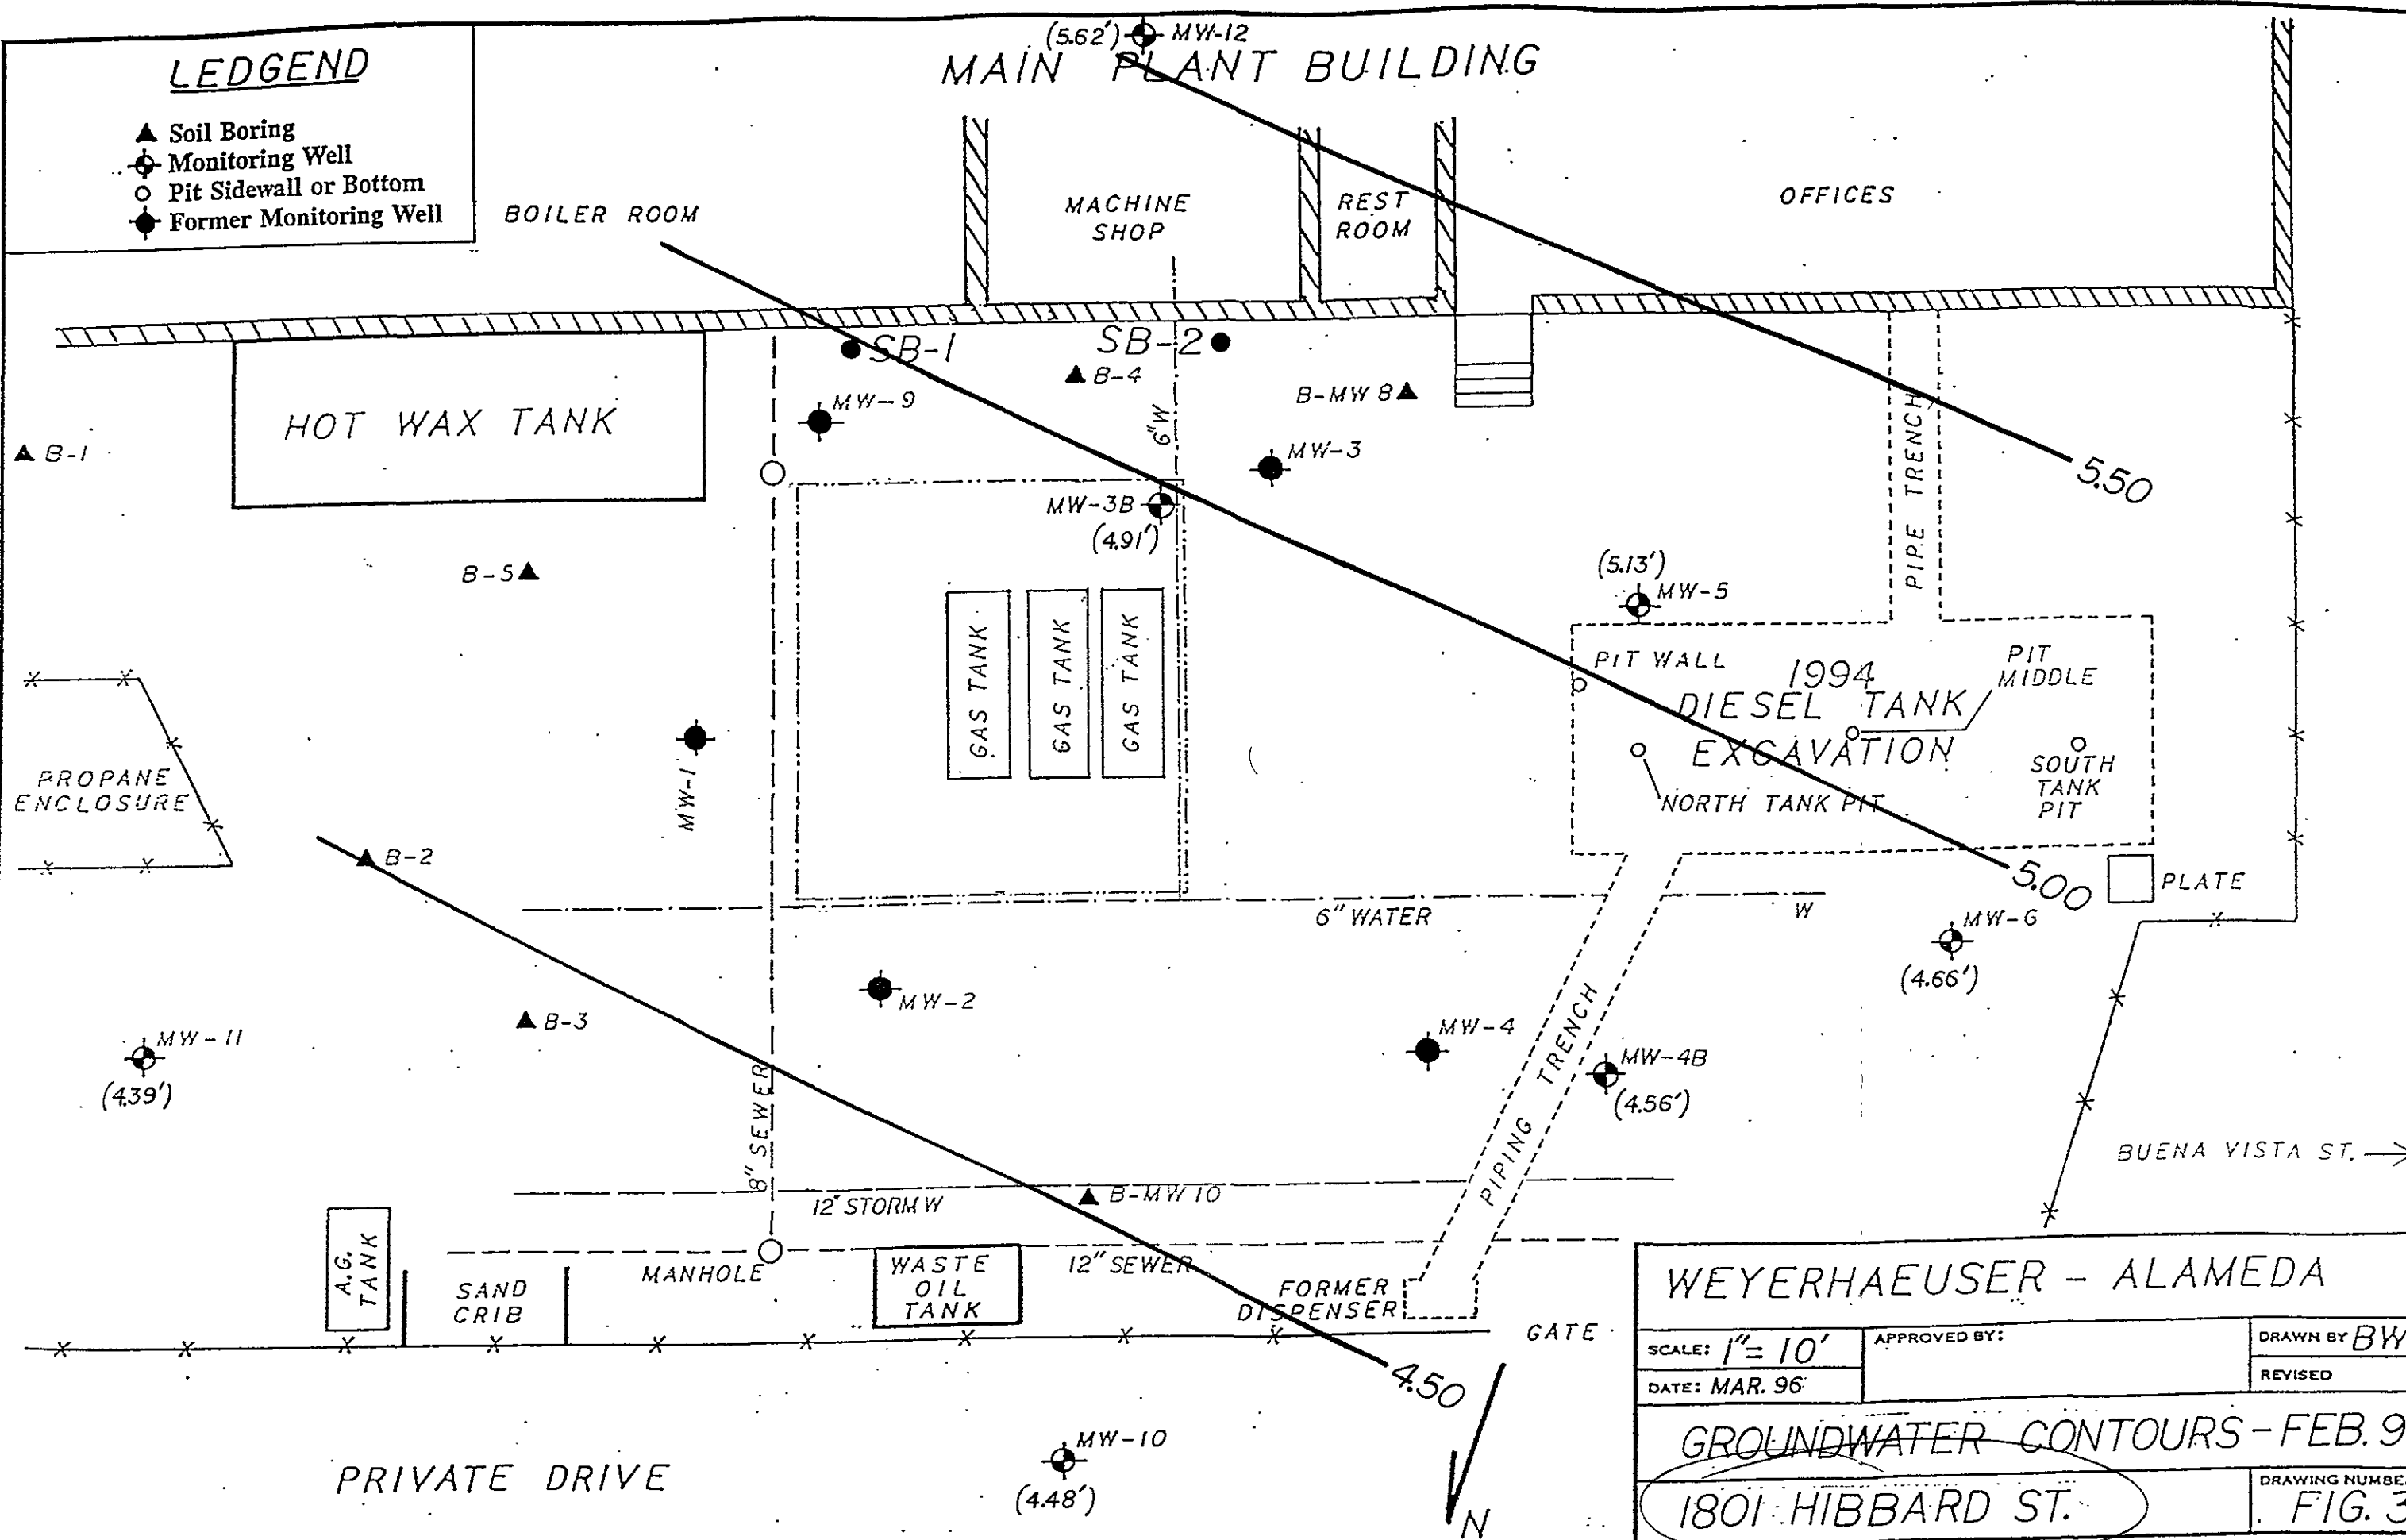 LEDGEND
Soil Boring
Monitoring Well
Pit Sidewall or Bottom
Former Monitoring Well
(5.62') MW-12
MAIN PLANT BUILDING
BOILER ROOM
MACHINE
SHOP
REST
ROOM
OFFICES
SB-1
SB-2
B-4
B-MW 8
MW-9
HOT WAX TANK
B-1
6"W
MW-3
PIPE TRENCH
5.50
MW-3B
(4.91')
B-5
(5.13')
MW-5
GAS TANK
GAS TANK
GAS TANK
PIT WALL
1994
DIESEL TANK
EXCAVATION
PIT
MIDDLE
NORTH TANK PIT
SOUTH
TANK
PIT
MW-1
PROPANE
ENCLOSURE
B-2
5.00
PLATE
6" WATER
W
MW-6
(4.66')
MW-2
B-3
MW-11
(4.39')
MW-4
PIPING TRENCH
MW-4B
(4.56')
8" SEWER
BUENA VISTA ST.
B-MW 10
12" STORM W
A.G.
TANK
SAND
CRIB
MANHOLE
WASTE
OIL
TANK
12" SEWER
FORMER
DISPENSER
GATE
4.50
MW-10
(4.48')
PRIVATE DRIVE
N
WEYERHAEUSER - ALAMEDA
SCALE: 1"= 10'
APPROVED BY:
DRAWN BY BW
DATE: MAR. 96
REVISED
GROUNDWATER CONTOURS - FEB. 9
1801 HIBBARD ST.
DRAWING NUMBE
FIG. 3